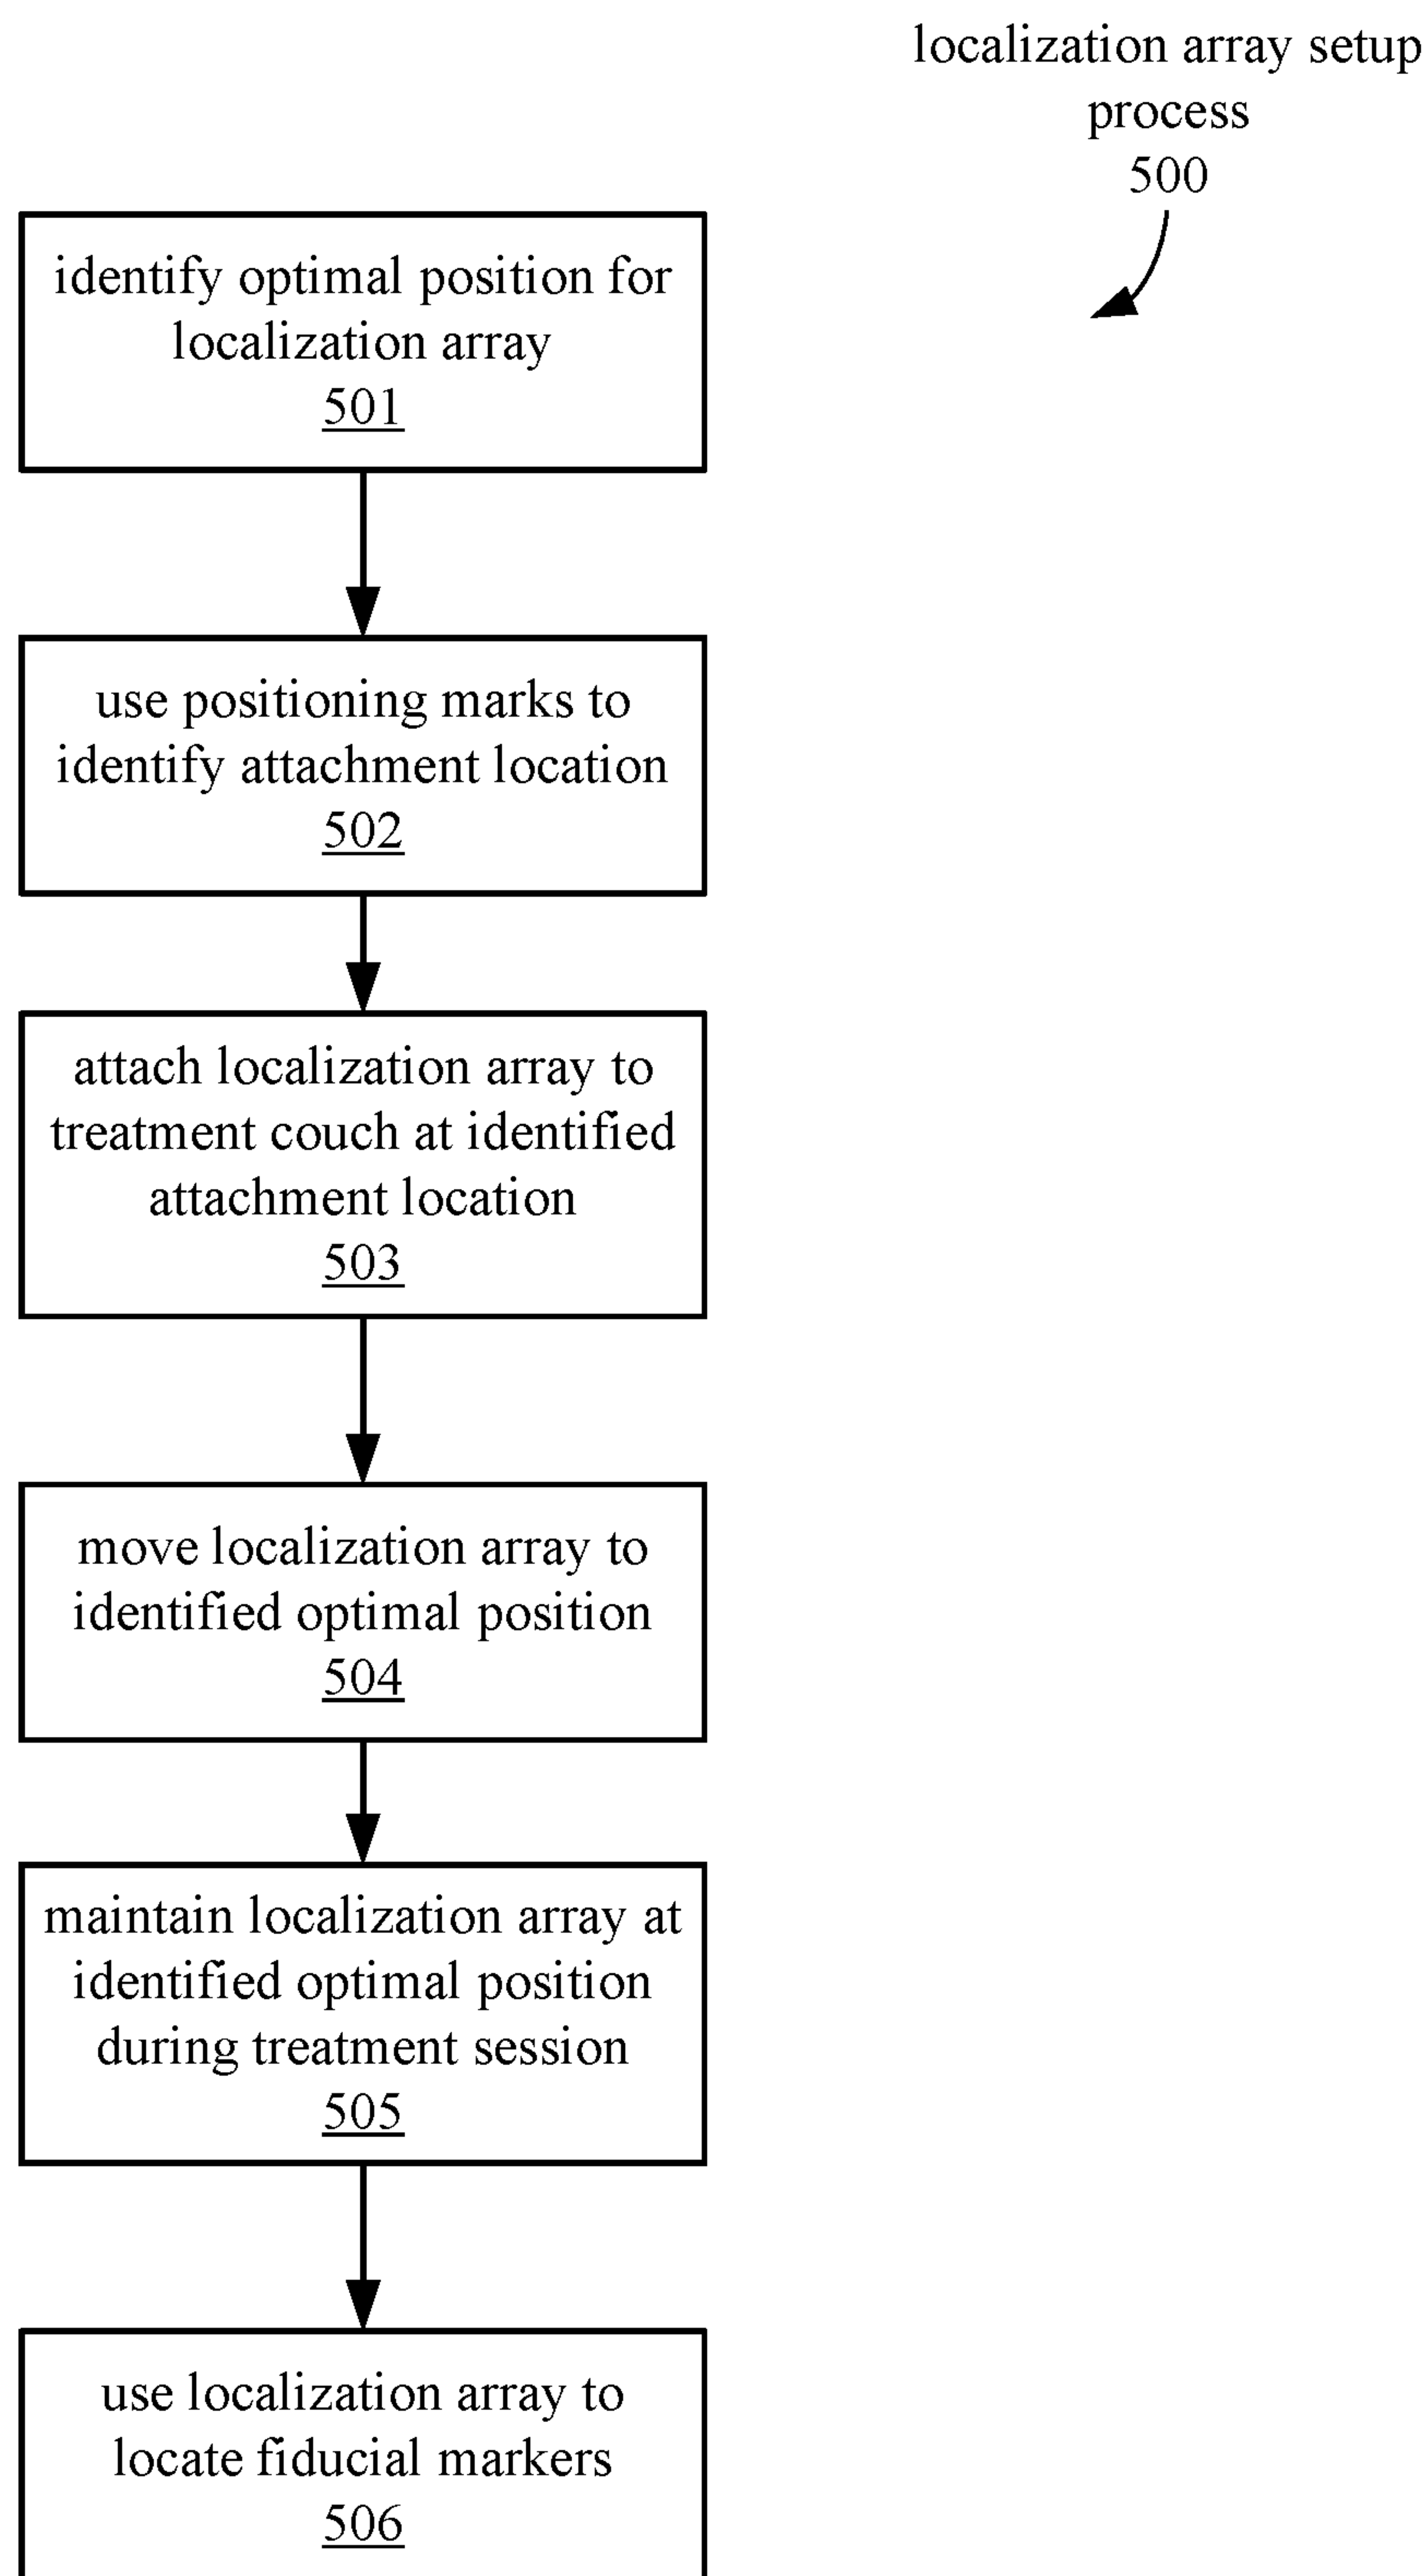 localization array setup
process
500
identify optimal position for
localization array
501
use positioning marks to
identify attachment location
502
attach localization array to
treatment couch at identified
attachment location
503
move localization array to
identified optimal position
504
maintain localization array at
identified optimal position
during treatment session
505
use localization array to
locate fiducial markers
506